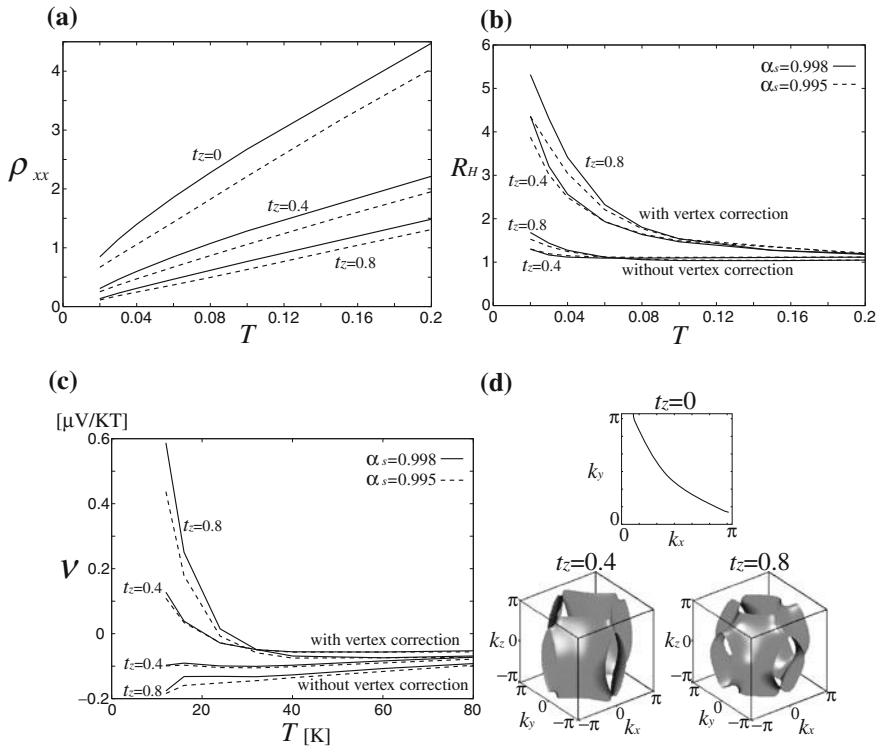 (a)
4
3
2
1
0
ρxx
tz=0
tz=0.4
tz=0.8
0 0.04 0.08 0.12 0.16 0.2
T
(b)
6
5
4
3
2
1
0
RH
αs=0.998
αs=0.995
tz=0.8
tz=0.4
with vertex correction
tz=0.8
tz=0.4
without vertex correction
0 0.04 0.08 0.12 0.16 0.2
T
(c)
[μV/KT]
0.6
0.4
0.2
0
−0.2
ν
αs=0.998
αs=0.995
tz=0.8
tz=0.4
with vertex correction
tz=0.4
tz=0.8
without vertex correction
0 20 40 60 80
T [K]
(d)
tz=0
π
ky
0
0 π
kx
tz=0.4
π
kz 0
−π
π
ky 0
−π −π
0 kx
π
tz=0.8
π
kz 0
−π
π
ky 0
−π −π
0 kx
π